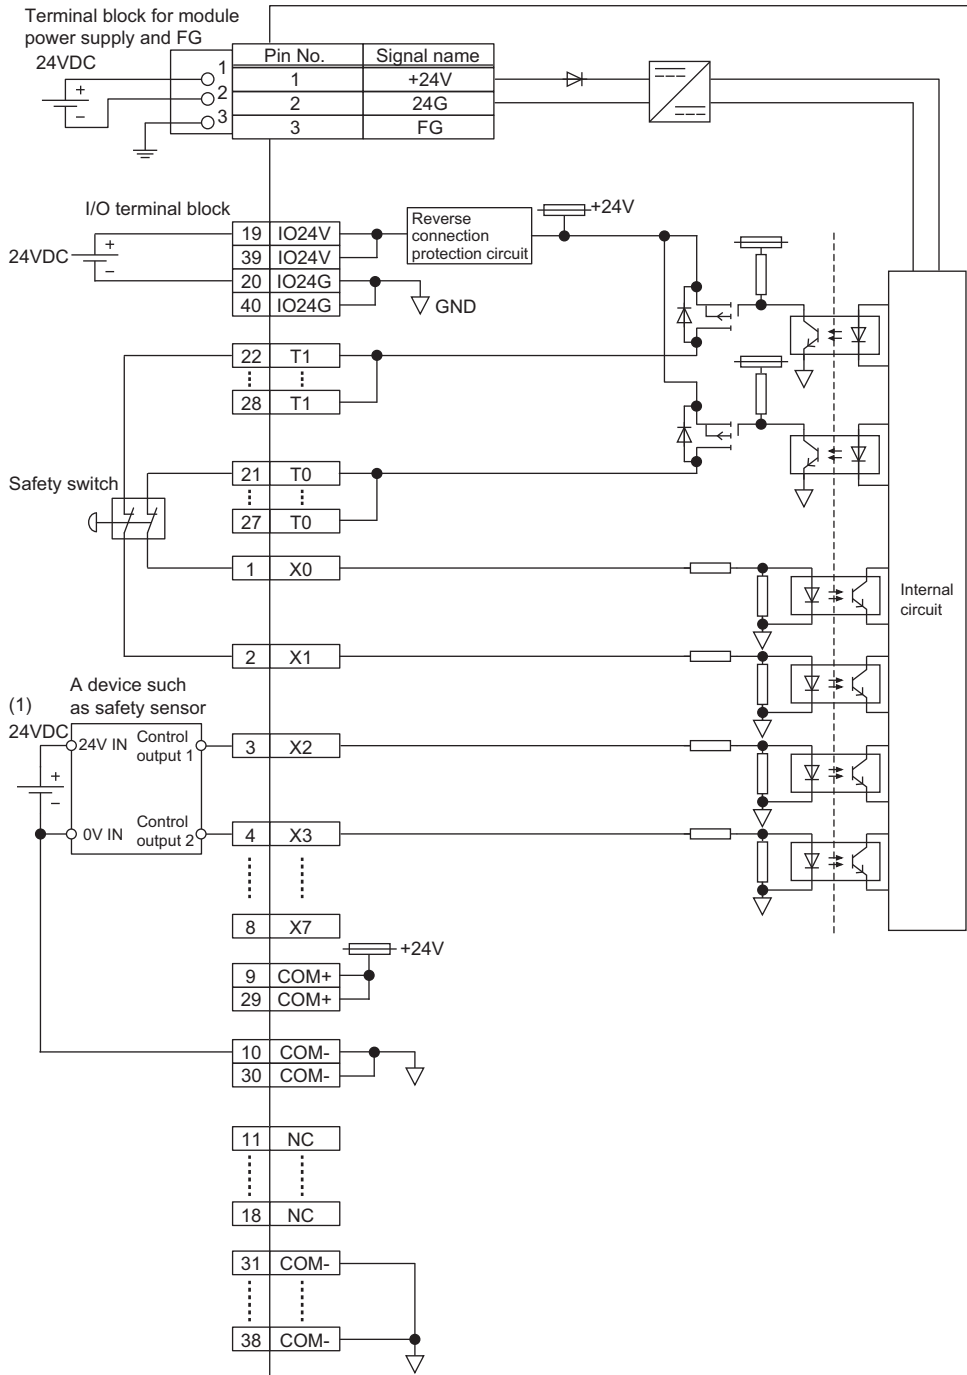 Terminal block for module
power supply and FG
24VDC
+
−
1
2
3
Pin No. Signal name
1 +24V
2 24G
3 FG
I/O terminal block
24VDC
+
−
19 IO24V
39 IO24V
20 IO24G
40 IO24G
Reverse
connection
protection circuit
+24V
GND
22 T1
28 T1
Safety switch
21 T0
27 T0
1 X0
Internal
circuit
2 X1
(1)
24VDC
+
−
A device such
as safety sensor
24V IN
Control
output 1
0V IN
Control
output 2
3 X2
4 X3
8 X7
+24V
9 COM+
29 COM+
10 COM-
30 COM-
11 NC
18 NC
31 COM-
38 COM-